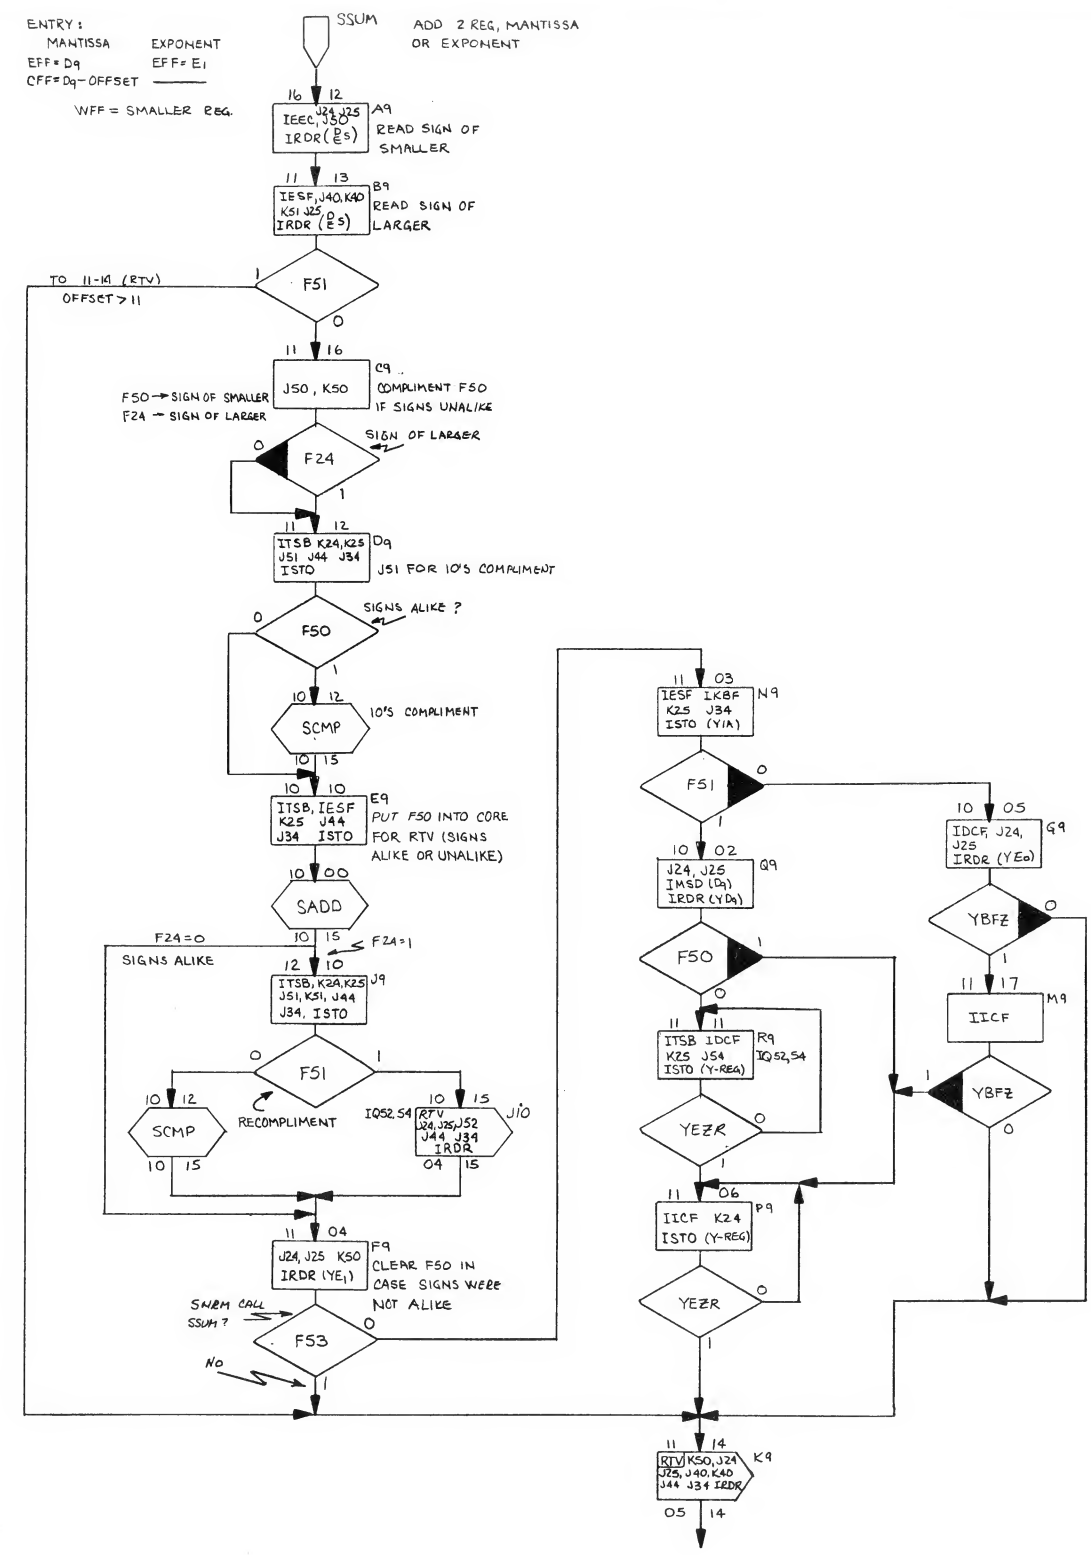 ENTRY:
MANTISSA EXPONENT
EFF=D9 EFF=E1
CFF=D9-OFFSET
WFF = SMALLER REG.
SSUM
ADD 2 REG, MANTISSA
OR EXPONENT
16 12
J24 J25
IEEC, J50
IRDR (D/E S)
A9
READ SIGN OF
SMALLER
11 13
IESF, J40, K40
K51 J25
IRDR (D/E S)
B9
READ SIGN OF
LARGER
F51
1
0
TO 11-14 (RTV)
OFFSET > 11
11 16
J50, K50
C9
COMPLIMENT F50
IF SIGNS UNALIKE
F50 → SIGN OF SMALLER
F24 → SIGN OF LARGER
F24
0
1
SIGN OF LARGER
11 12
ITSB K24, K25
J51 J44 J34
ISTO
D9
J51 FOR 10'S COMPLIMENT
F50
0
1
SIGNS ALIKE ?
10 12
SCMP
10'S COMPLIMENT
10 15
10 10
ITSB, IESF
K25 J44
J34 ISTO
E9
PUT F50 INTO CORE
FOR RTV (SIGNS
ALIKE OR UNALIKE)
10 00
SADD
10 15
F24=0
SIGNS ALIKE
F24=1
12 10
ITSB, K24, K25
J51, K51, J44
J34, ISTO
J9
F51
0
1
RECOMPLIMENT
10 12
SCMP
10 15
10 15
IQ52, 54
RTV
J24, J25, J52
J44 J34
IRDR
J10
04 15
11 04
J24, J25 K50
IRDR (YE1)
F9
CLEAR F50 IN
CASE SIGNS WERE
NOT ALIKE
SNRM CALL
SSUM ?
F53
0
1
NO
11 03
IESF IKBF
K25 J34
ISTO (Y/A)
N9
F51
0
1
10 02
J24, J25
IMSD (D9)
IRDR (YD9)
Q9
F50
1
0
11 11
ITSB IDCF
K25 J54
ISTO (Y-REG)
R9
IQ52,54
YEZR
0
1
11 06
IICF K24
ISTO (Y-REG)
P9
YEZR
0
1
10 05
IDCF, J24,
J25
IRDR (YE0)
G9
YBFZ
0
1
11 17
IICF
M9
YBFZ
1
0
11 14
RTV K50, J24
J25, J40, K40
J44 J34 IRDR
K9
05 14